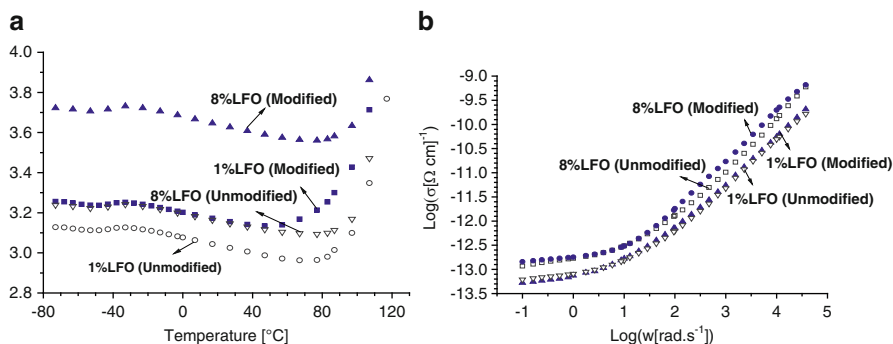 a
4.0
3.8
3.6
3.4
3.2
3.0
2.8
8%LFO (Modified)
1%LFO (Modified)
8%LFO (Unmodified)
1%LFO (Unmodified)
-80 -40 0 40 80 120
Temperature [°C]
b
-9.0
-9.5
-10.0
-10.5
-11.0
-11.5
-12.0
-12.5
-13.0
-13.5
Log(σ[Ω cm]⁻¹)
8%LFO (Modified)
8%LFO (Unmodified)
1%LFO (Modified)
1%LFO (Unmodified)
-1 0 1 2 3 4 5
Log(w[rad.s⁻¹])